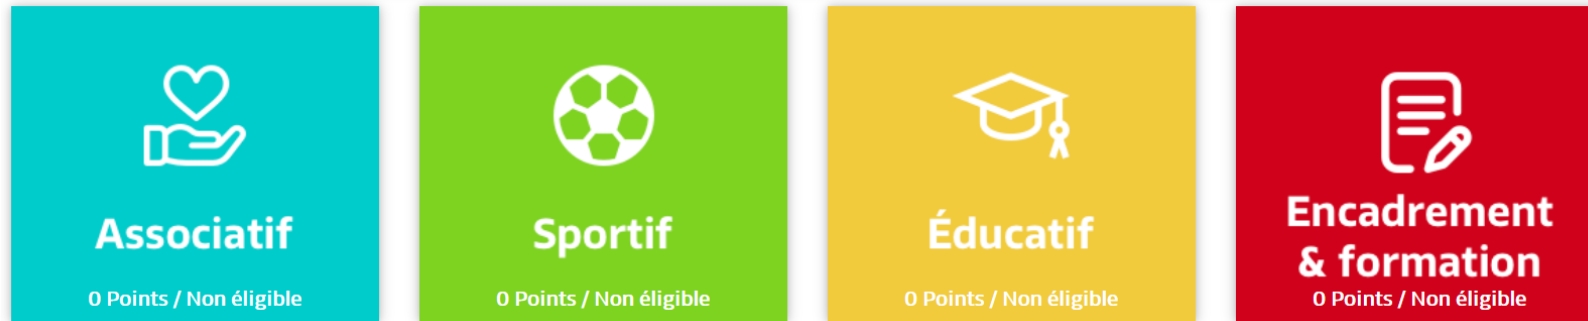 Associatif
0 Points / Non éligible
Sportif
0 Points / Non éligible
Éducatif
0 Points / Non éligible
Encadrement
& formation
0 Points / Non éligible